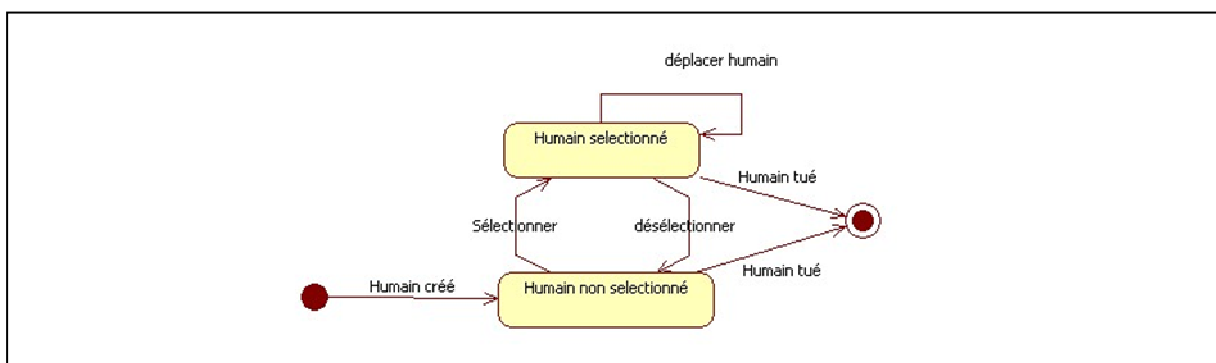 déplacer humain
Humain selectionné
Humain tué
Sélectionner
désélectionner
Humain tué
Humain créé
Humain non selectionné